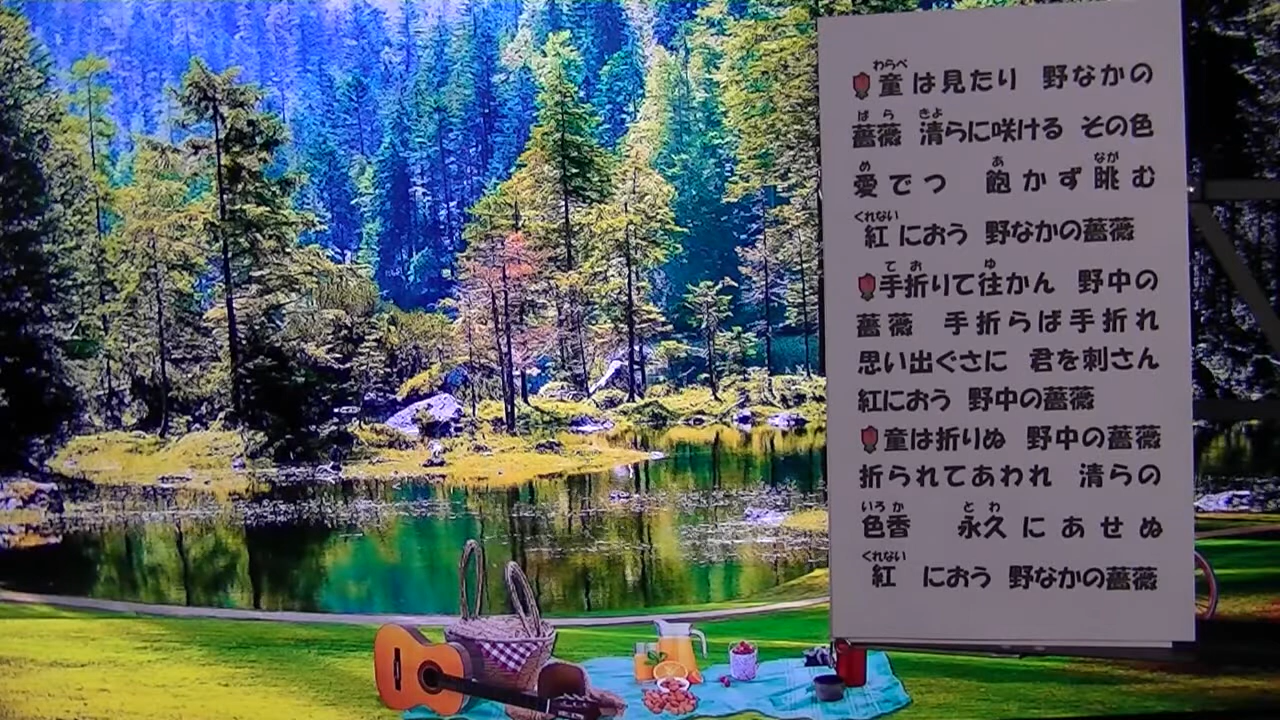 童は見たり 野なかの
薔薇 清らに咲ける その色
愛でつ 飽かず眺む
紅におう 野なかの薔薇
手折りて往かん 野中の
薔薇 手折らば手折れ
思い出ぐさに 君を刺さん
紅におう 野中の薔薇
童は折りぬ 野中の薔薇
折られてあわれ 清らの
色香 永久にあせぬ
紅 におう 野なかの薔薇